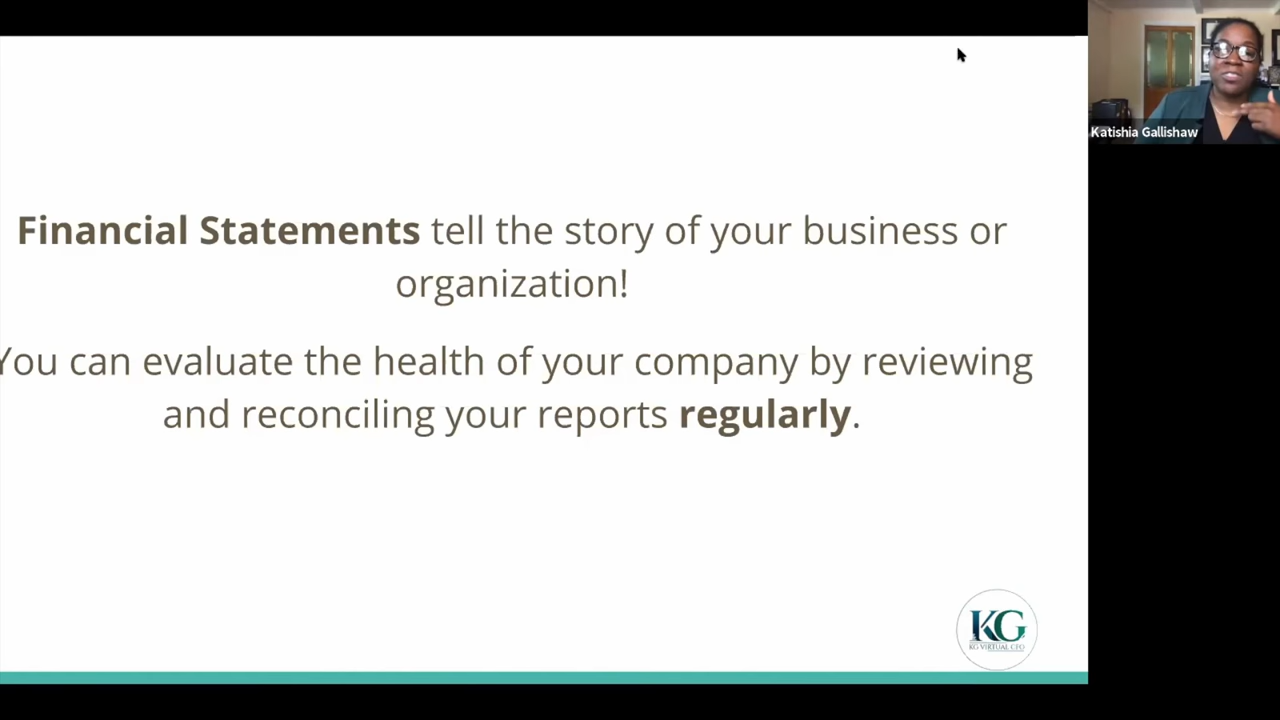 Katishia Gallishaw
Financial Statements tell the story of your business or
organization!
You can evaluate the health of your company by reviewing
and reconciling your reports regularly.
KG
KG VIRTUAL CFO